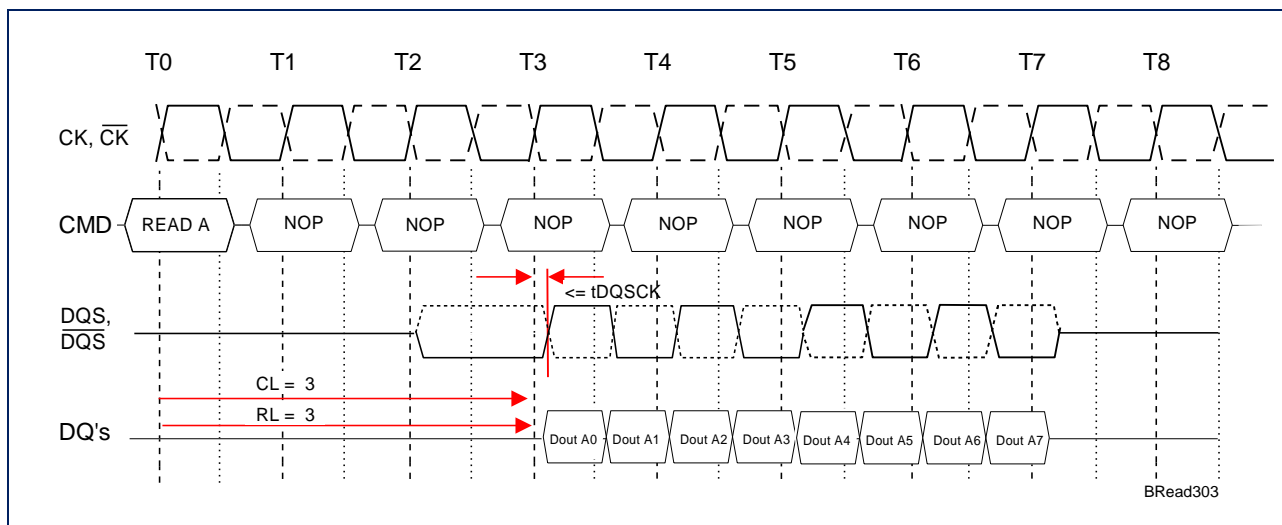 T0 T1 T2 T3 T4 T5 T6 T7 T8
CK, C̅K̅
CMD READ A NOP NOP NOP NOP NOP NOP NOP NOP
<= tDQSCK
DQS,
D̅Q̅S̅
CL = 3
RL = 3
DQ's Dout A0 Dout A1 Dout A2 Dout A3 Dout A4 Dout A5 Dout A6 Dout A7
BRead303